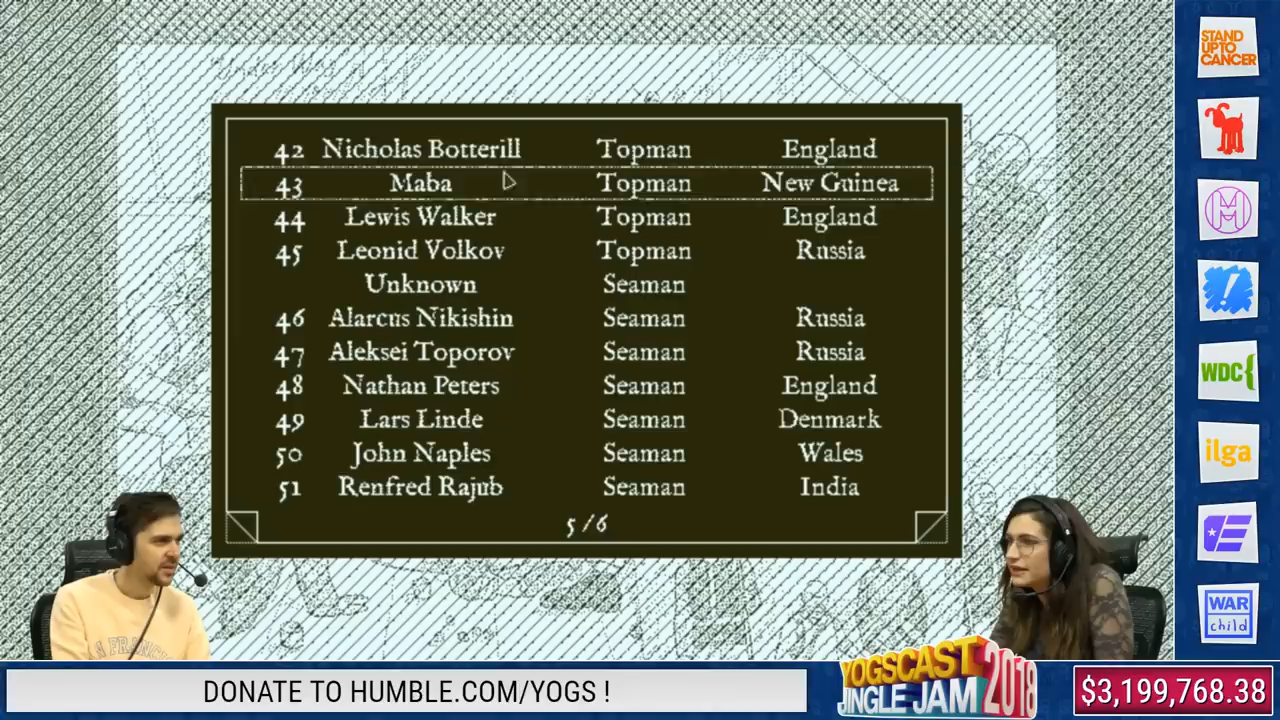 42 Nicholas Botterill Topman England
43 Maba Topman New Guinea
44 Lewis Walker Topman England
45 Leonid Volkov Topman Russia
Unknown Seaman
46 Alarcus Nikishin Seaman Russia
47 Aleksei Toporov Seaman Russia
48 Nathan Peters Seaman England
49 Lars Linde Seaman Denmark
50 John Naples Seaman Wales
51 Renfred Rajub Seaman India
5/6
STAND
UP TO
CANCER
WDC
ilga
WAR
child
DONATE TO HUMBLE.COM/YOGS !
YOGSCAST
JINGLE JAM 2018
$3,199,768.38